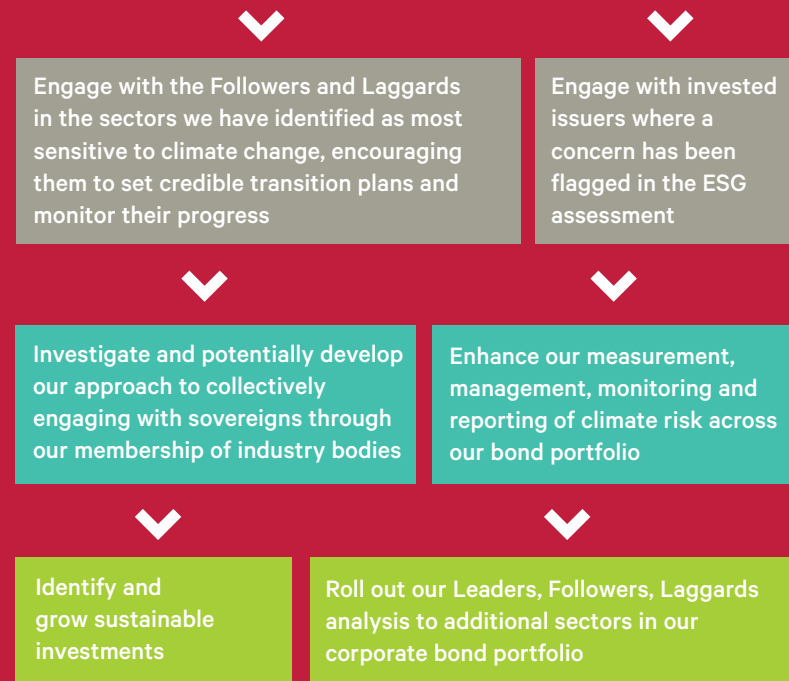 Engage with the Followers and Laggards
in the sectors we have identified as most
sensitive to climate change, encouraging
them to set credible transition plans and
monitor their progress
Engage with invested
issuers where a
concern has been
flagged in the ESG
assessment
Investigate and potentially develop
our approach to collectively
engaging with sovereigns through
our membership of industry bodies
Enhance our measurement,
management, monitoring and
reporting of climate risk across
our bond portfolio
Identify and
grow sustainable
investments
Roll out our Leaders, Followers, Laggards
analysis to additional sectors in our
corporate bond portfolio